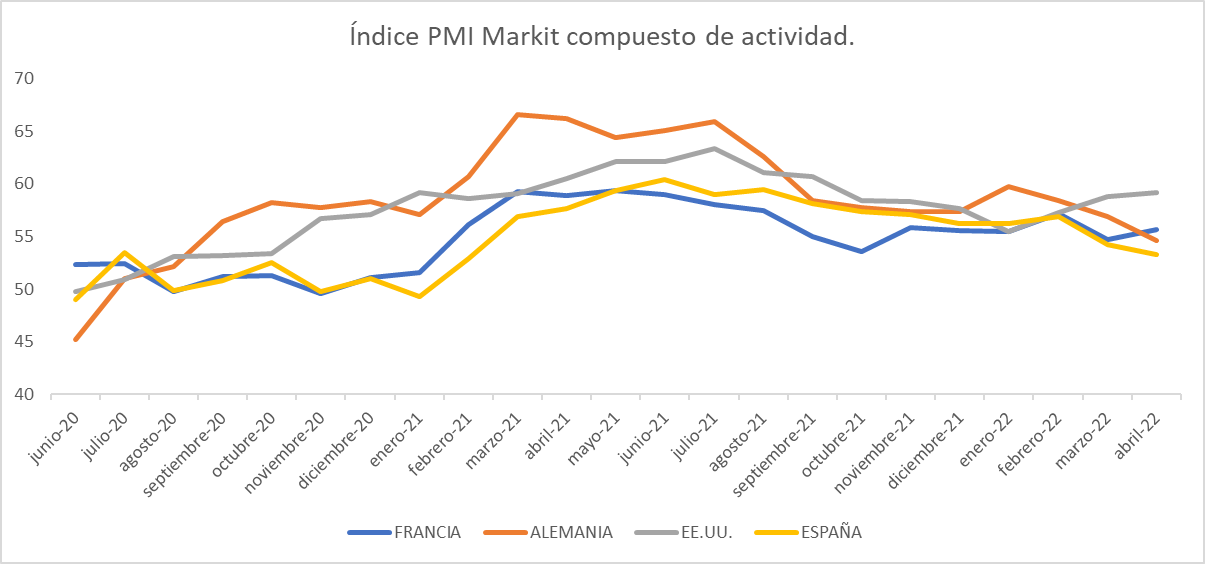 Índice PMI Markit compuesto de actividad.
70
65
60
55
50
45
40
junio-20
julio-20
agosto-20
septiembre-20
octubre-20
noviembre-20
diciembre-20
enero-21
febrero-21
marzo-21
abril-21
mayo-21
junio-21
julio-21
agosto-21
septiembre-21
octubre-21
noviembre-21
diciembre-21
enero-22
febrero-22
marzo-22
abril-22
FRANCIA ALEMANIA EE.UU. ESPAÑA